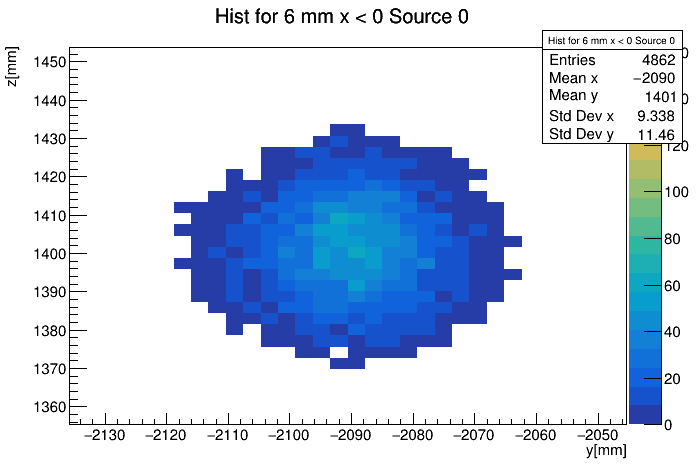 Hist for 6 mm x < 0 Source 0
Hist for 6 mm x < 0 Source 0
Entries 4862
Mean x −2090
Mean y 1401
Std Dev x 9.338
Std Dev y 11.46
z[mm]
1450
1440
1430
1420
1410
1400
1390
1380
1370
1360
120
100
80
60
40
20
0
−2130 −2120 −2110 −2100 −2090 −2080 −2070 −2060 −2050
y[mm]